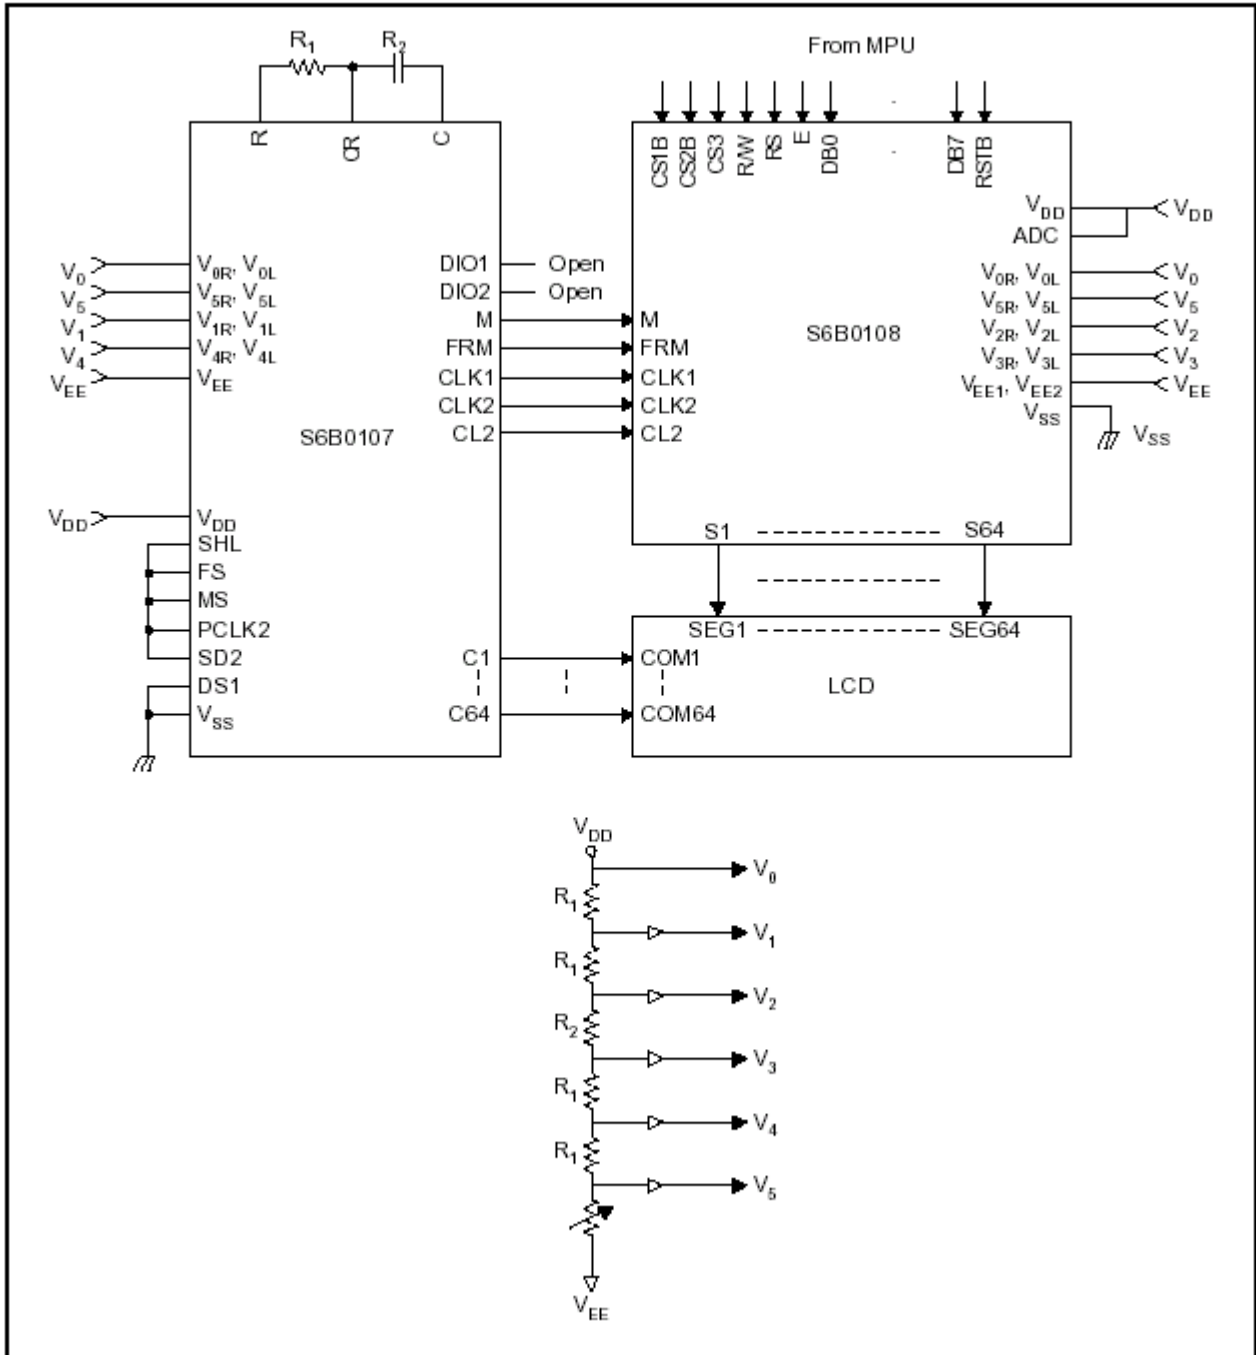 R1 R2
From MPU
R CR C
CS1B CS2B CS3 R/W RS E DB0 DB7 RSTB
VDD VDD
ADC
V0 V0R, V0L
V5 V5R, V5L
V1 V1R, V1L
V4 V4R, V4L
VEE VEE
DIO1 Open
DIO2 Open
M M
FRM FRM
CLK1 CLK1
CLK2 CLK2
CL2 CL2
S6B0107
S6B0108
V0R, V0L V0
V5R, V5L V5
V2R, V2L V2
V3R, V3L V3
VEE1, VEE2 VEE
VSS VSS
VDD VDD
SHL
FS
MS
PCLK2
SD2
DS1
VSS
S1 S64
SEG1 SEG64
C1 COM1
LCD
C64 COM64
VDD
V0
R1
V1
R1
V2
R2
V3
R1
V4
R1
V5
VEE